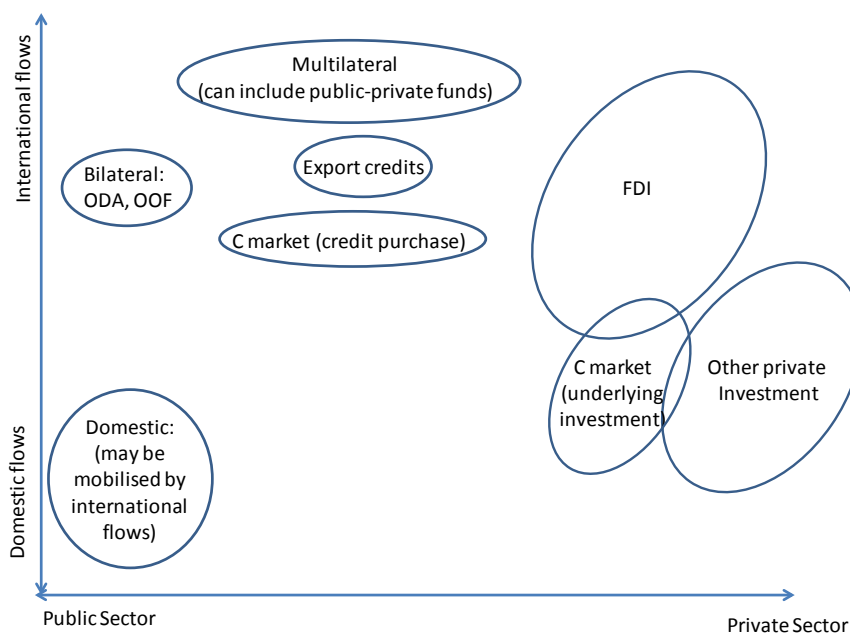 International flows
Multilateral
(can include public-private funds)
Export credits
Bilateral:
ODA, OOF
FDI
C market (credit purchase)
C market
(underlying
investment)
Other private
Investment
Domestic flows
Domestic:
(may be
mobilised by
international
flows)
Public Sector
Private Sector